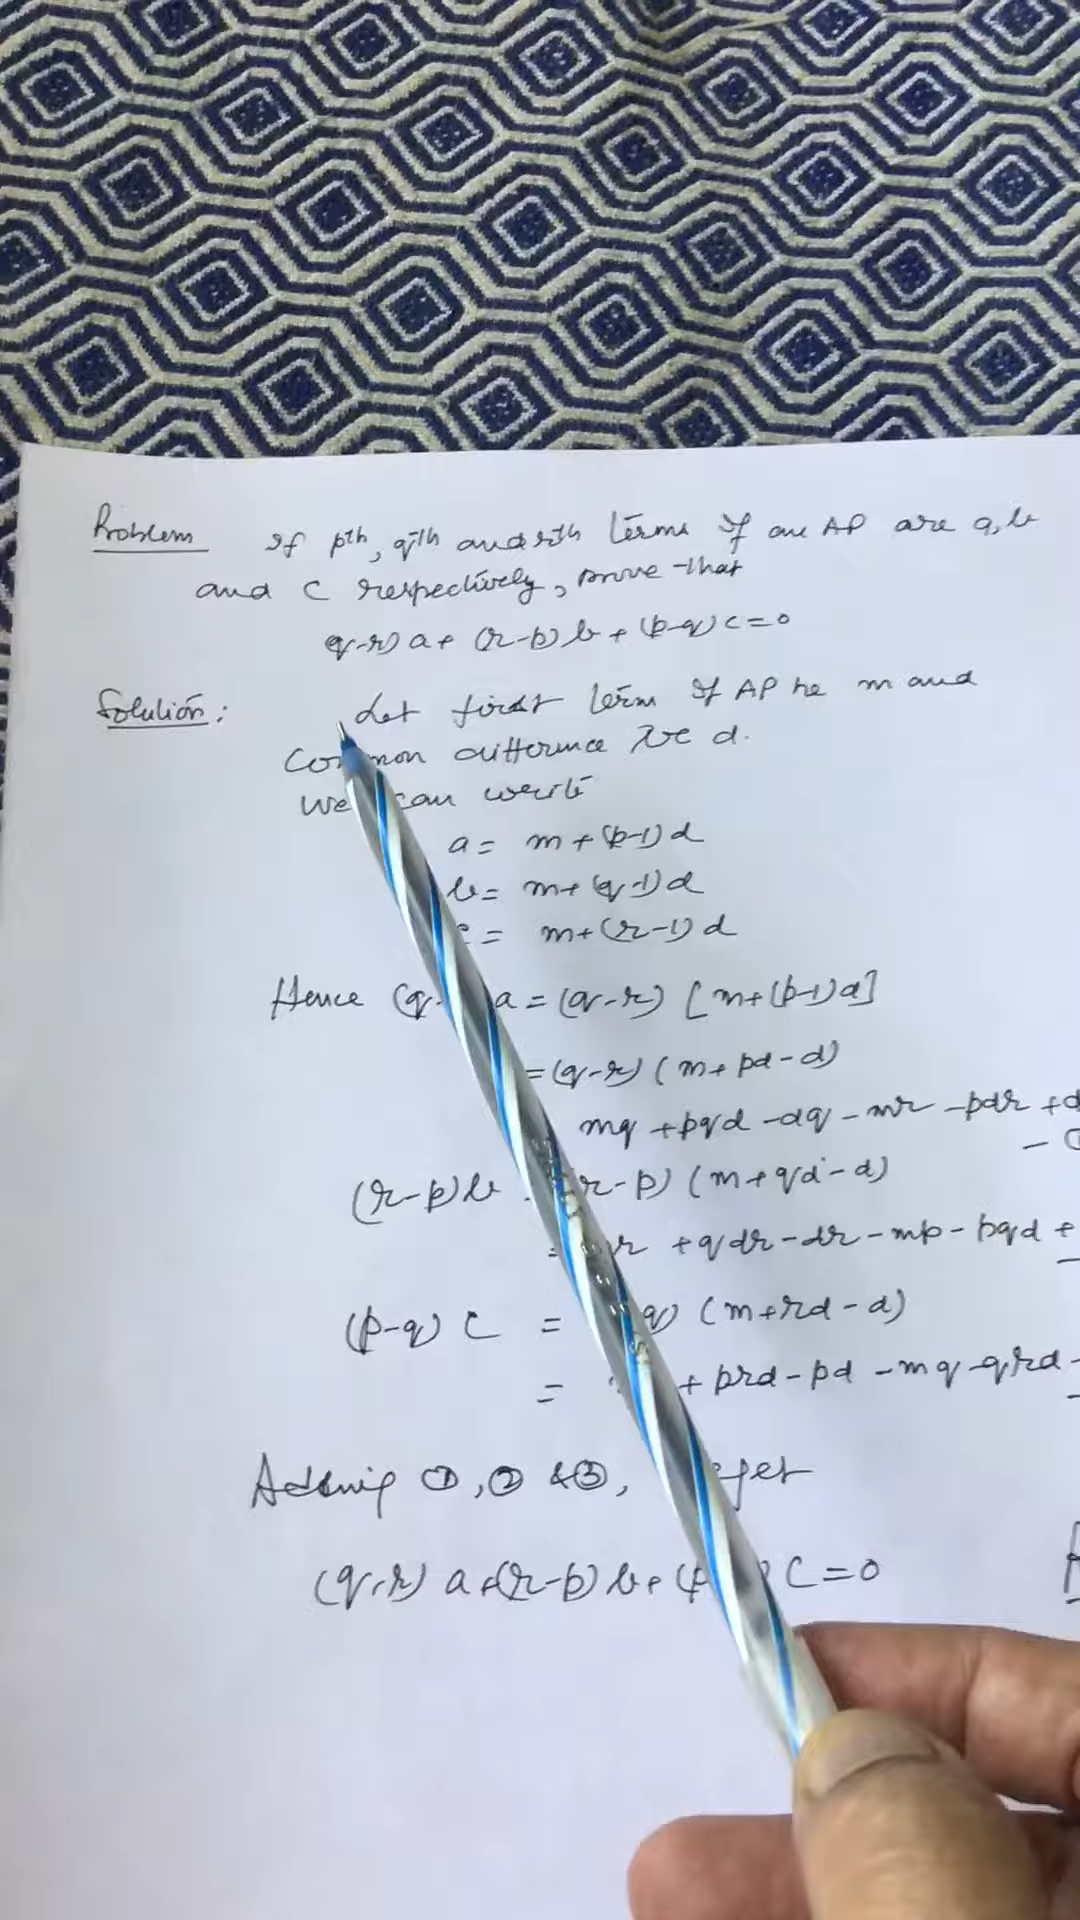 Problem If pth, qth and rth terms of an AP are a, b
and c respectively, prove that
q-r) a + (r-p) b + (p-q) c = 0
Solution: Let first term of AP be m and
Common difference be d.
We can write
a = m + (p-1) d
b = m + (q-1) d
c = m + (r-1) d
Hence (q- a = (q-r) [m+(p-1)d]
= (q-r) (m + pd - d)
mq + pqd - dq - mr - pdr + d
(r-p) b r-p) (m + qd - d)
= r + qdr - dr - mp - pqd +
(p-q) c = q) (m + rd - d)
= + prd - pd - mq - qrd -
Adding ①, ② & ③, get
(q-r) a + (r-p) b + (p ) c = 0